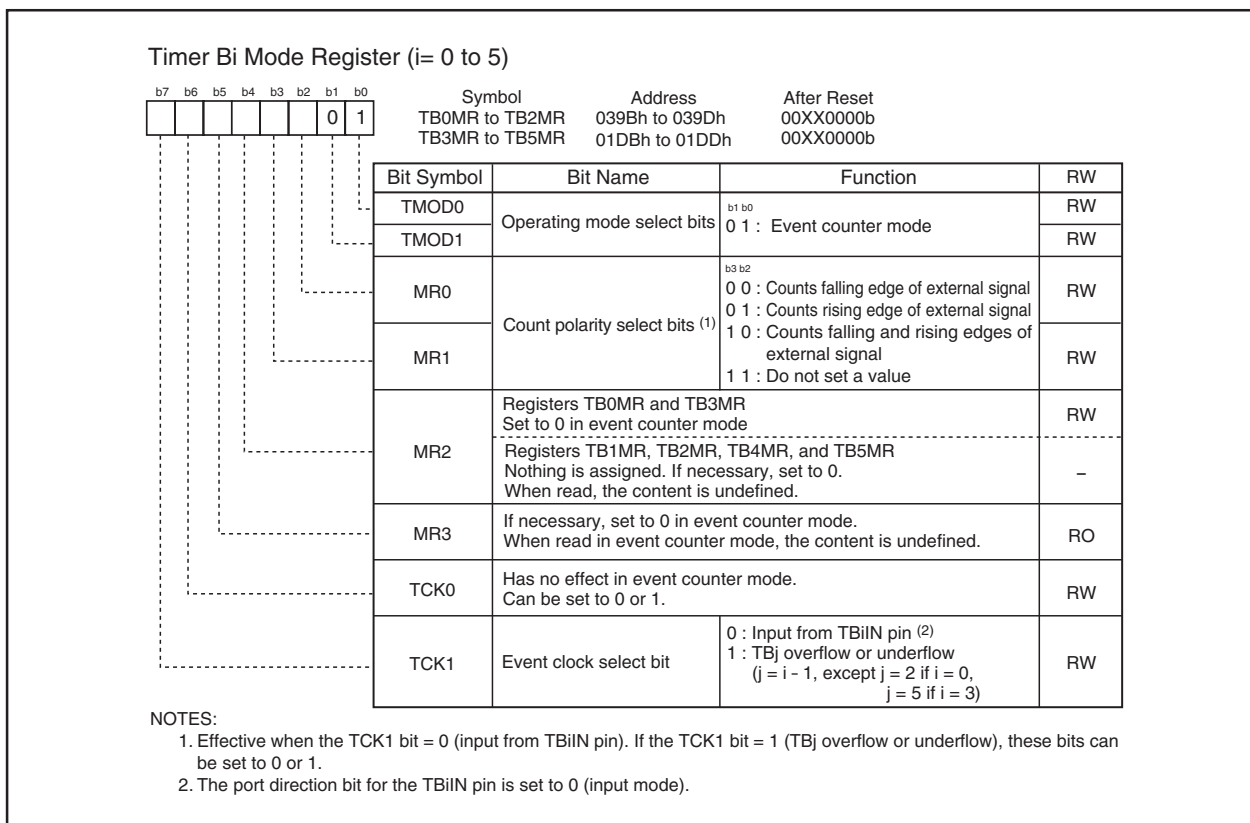 Timer Bi Mode Register (i= 0 to 5)
b7 b6 b5 b4 b3 b2 b1 b0
0 1
Symbol Address After Reset
TB0MR to TB2MR 039Bh to 039Dh 00XX0000b
TB3MR to TB5MR 01DBh to 01DDh 00XX0000b
Bit Symbol Bit Name Function RW
TMOD0 RW
Operating mode select bits
b1 b0
0 1 : Event counter mode
TMOD1 RW
MR0 RW
Count polarity select bits (1)
b3 b2
0 0 : Counts falling edge of external signal
0 1 : Counts rising edge of external signal
1 0 : Counts falling and rising edges of
external signal
1 1 : Do not set a value
MR1 RW
MR2
Registers TB0MR and TB3MR
Set to 0 in event counter mode
RW
Registers TB1MR, TB2MR, TB4MR, and TB5MR
Nothing is assigned. If necessary, set to 0.
When read, the content is undefined.
–
MR3
If necessary, set to 0 in event counter mode.
When read in event counter mode, the content is undefined.
RO
TCK0
Has no effect in event counter mode.
Can be set to 0 or 1.
RW
TCK1
Event clock select bit
0 : Input from TBiIN pin (2)
1 : TBj overflow or underflow
(j = i - 1, except j = 2 if i = 0,
j = 5 if i = 3)
RW
NOTES:
1. Effective when the TCK1 bit = 0 (input from TBiIN pin). If the TCK1 bit = 1 (TBj overflow or underflow), these bits can
be set to 0 or 1.
2. The port direction bit for the TBiIN pin is set to 0 (input mode).